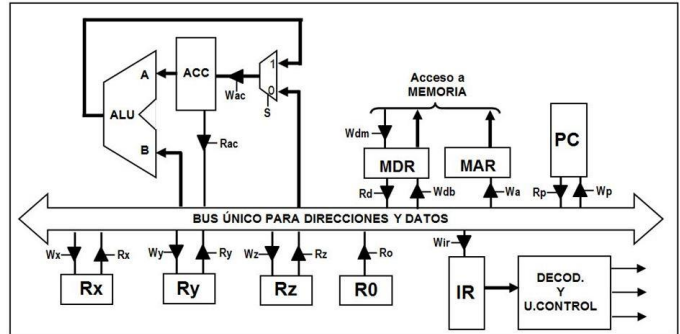 A
ACC
1
0
Wac
S
ALU
B
Rac
Acceso a
MEMORIA
Wdm
MDR
MAR
PC
Rd
Wdb
Wa
Rp
Wp
BUS ÚNICO PARA DIRECCIONES Y DATOS
Wx
Rx
Wy
Ry
Wz
Rz
Ro
Wir
Rx
Ry
Rz
R0
IR
DECOD.
Y
U.CONTROL